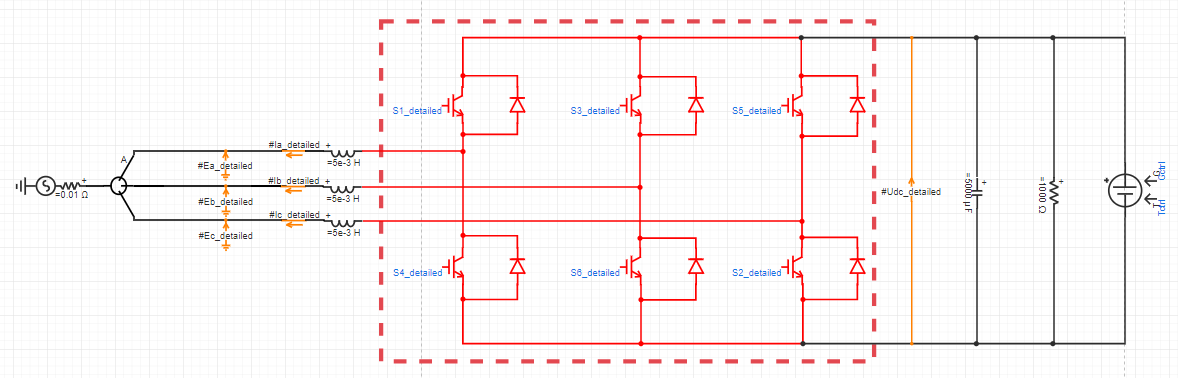 S1_detailed
S3_detailed
S5_detailed
A
#Ia_detailed
+
=5e-3 H
#Ea_detailed
S
+
=0.01 Ω
#Ib_detailed
+
=5e-3 H
#Eb_detailed
#Ic_detailed
+
=5e-3 H
#Ec_detailed
#Udc_detailed
+
=5000 μF
+
=1000 Ω
+
G
Gctrl
T
Tctrl
S4_detailed
S6_detailed
S2_detailed